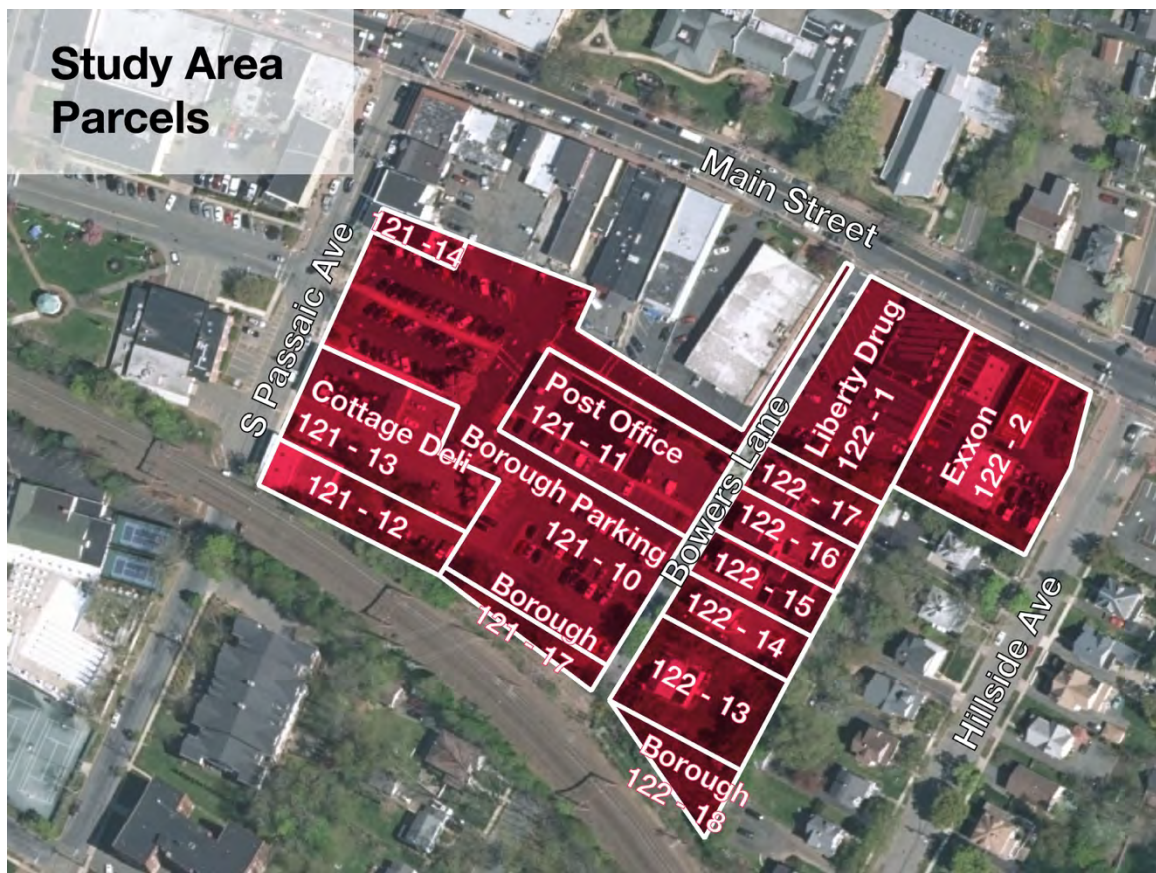 Study Area
Parcels
Main Street
S Passaic Ave
121 -14
Liberty Drug
122 - 1
Exxon
122 - 2
Post Office
121 - 11
Cottage Deli
121 - 13
Borough Parking
121 - 10
121 - 12
Bowers Lane
122 - 17
122 - 16
122 - 15
122 - 14
122 - 13
Borough
121 - 17
Borough
122 - 18
Hillside Ave